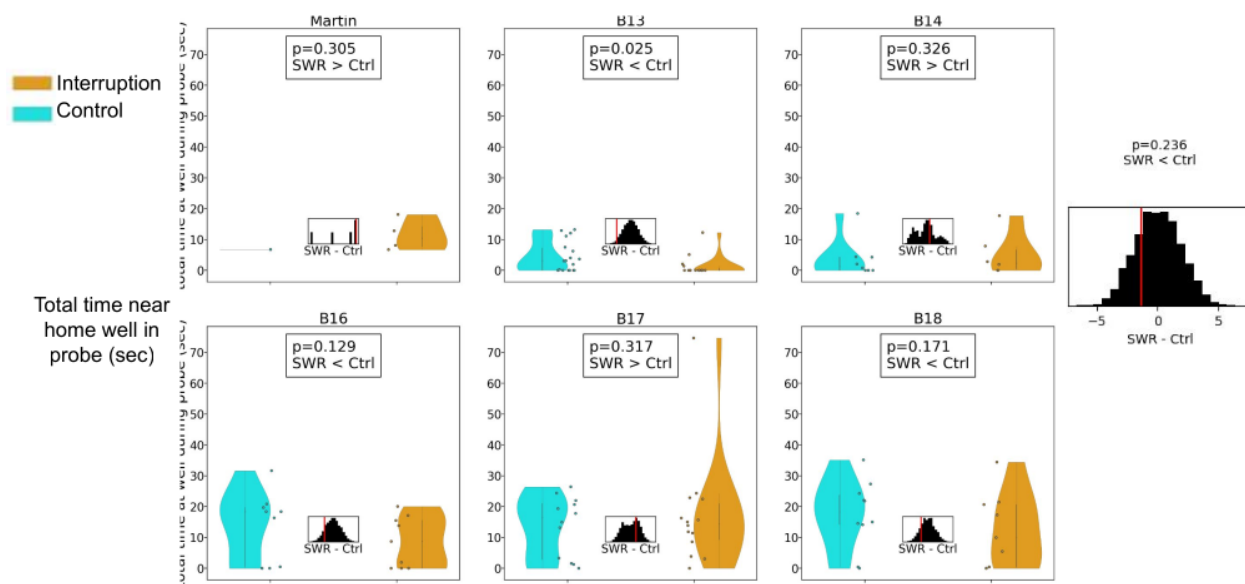 Interruption
Control
Total time near
home well in
probe (sec)
Martin
p=0.305
SWR > Ctrl
70
60
50
40
30
20
10
0
SWR - Ctrl
B13
p=0.025
SWR < Ctrl
70
60
50
40
30
20
10
0
SWR - Ctrl
B14
p=0.326
SWR > Ctrl
70
60
50
40
30
20
10
0
SWR - Ctrl
p=0.236
SWR < Ctrl
−5 0 5
SWR - Ctrl
B16
p=0.129
SWR < Ctrl
70
60
50
40
30
20
10
0
SWR - Ctrl
B17
p=0.317
SWR > Ctrl
70
60
50
40
30
20
10
0
SWR - Ctrl
B18
p=0.171
SWR < Ctrl
70
60
50
40
30
20
10
0
SWR - Ctrl